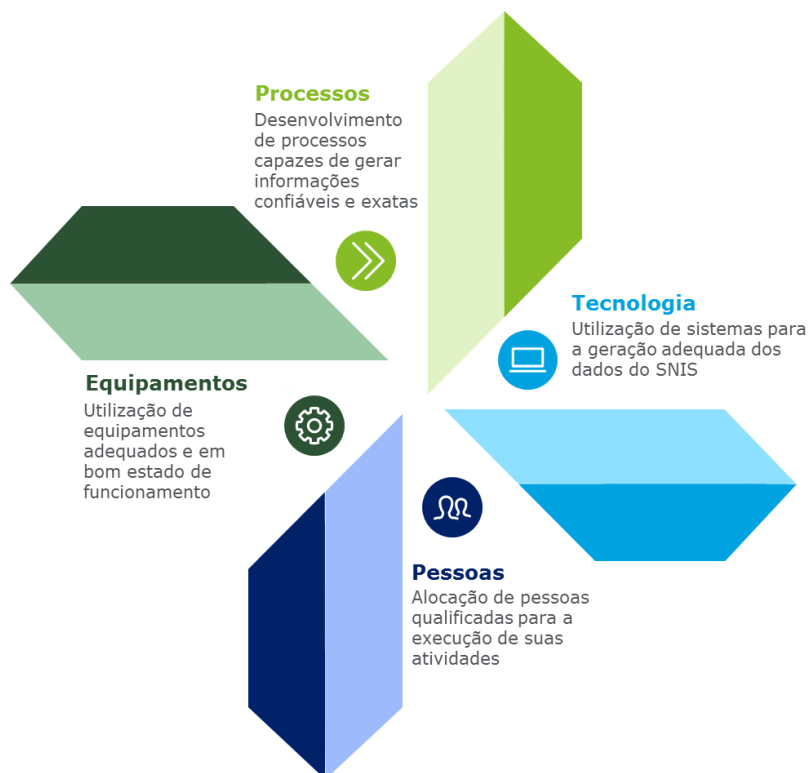 Processos
Desenvolvimento
de processos
capazes de gerar
informações
confiáveis e exatas
Tecnologia
Utilização de sistemas para
a geração adequada dos
dados do SNIS
Equipamentos
Utilização de
equipamentos
adequados e em
bom estado de
funcionamento
Pessoas
Alocação de pessoas
qualificadas para a
execução de suas
atividades